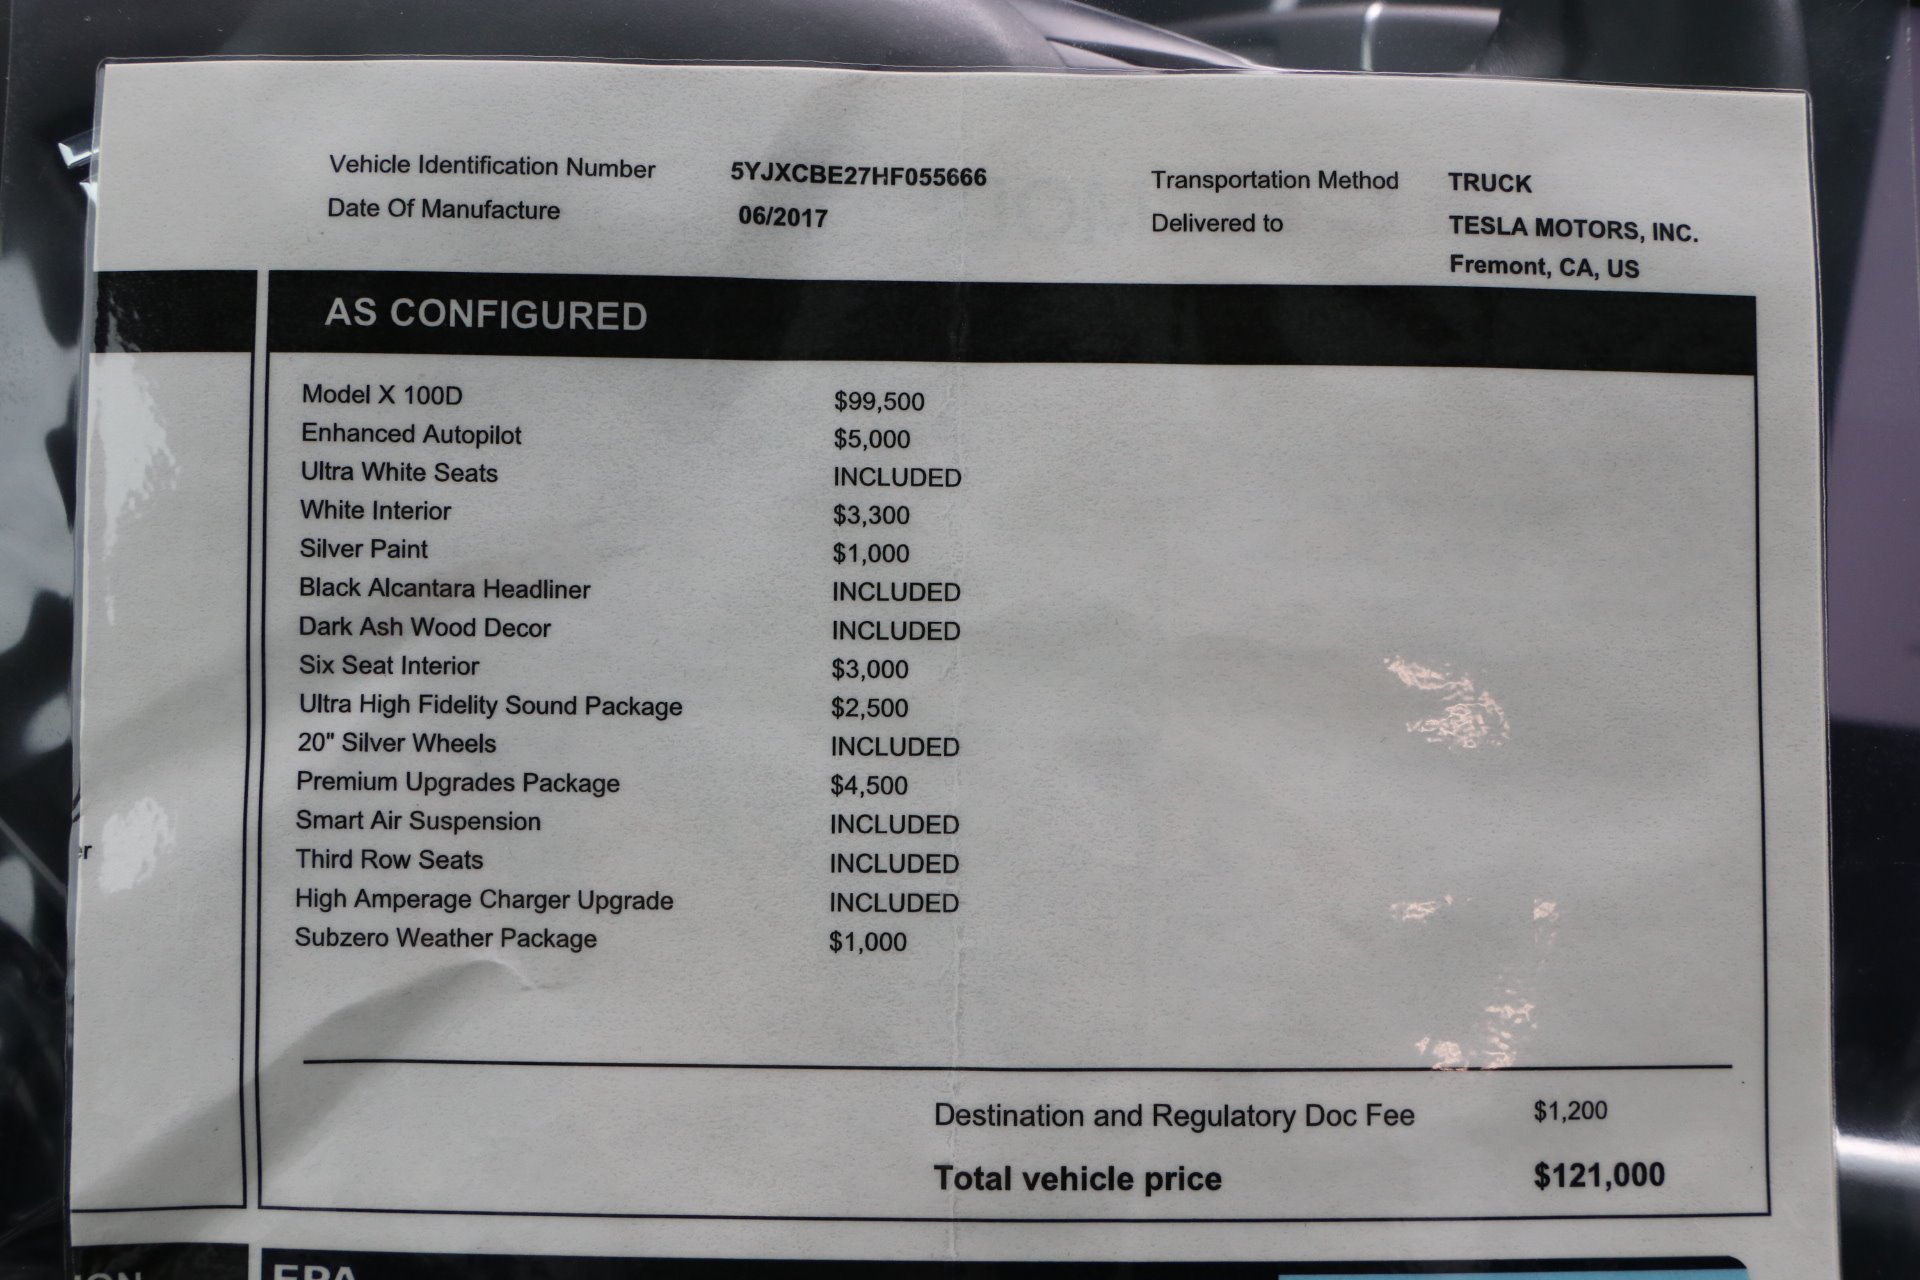 Vehicle Identification Number 5YJXCBE27HF055666 Transportation Method TRUCK
Date Of Manufacture 06/2017 Delivered to TESLA MOTORS, INC.
Fremont, CA, US
AS CONFIGURED
Model X 100D $99,500
Enhanced Autopilot $5,000
Ultra White Seats INCLUDED
White Interior $3,300
Silver Paint $1,000
Black Alcantara Headliner INCLUDED
Dark Ash Wood Decor INCLUDED
Six Seat Interior $3,000
Ultra High Fidelity Sound Package $2,500
20" Silver Wheels INCLUDED
Premium Upgrades Package $4,500
Smart Air Suspension INCLUDED
Third Row Seats INCLUDED
High Amperage Charger Upgrade INCLUDED
Subzero Weather Package $1,000
Destination and Regulatory Doc Fee $1,200
Total vehicle price $121,000
EPA